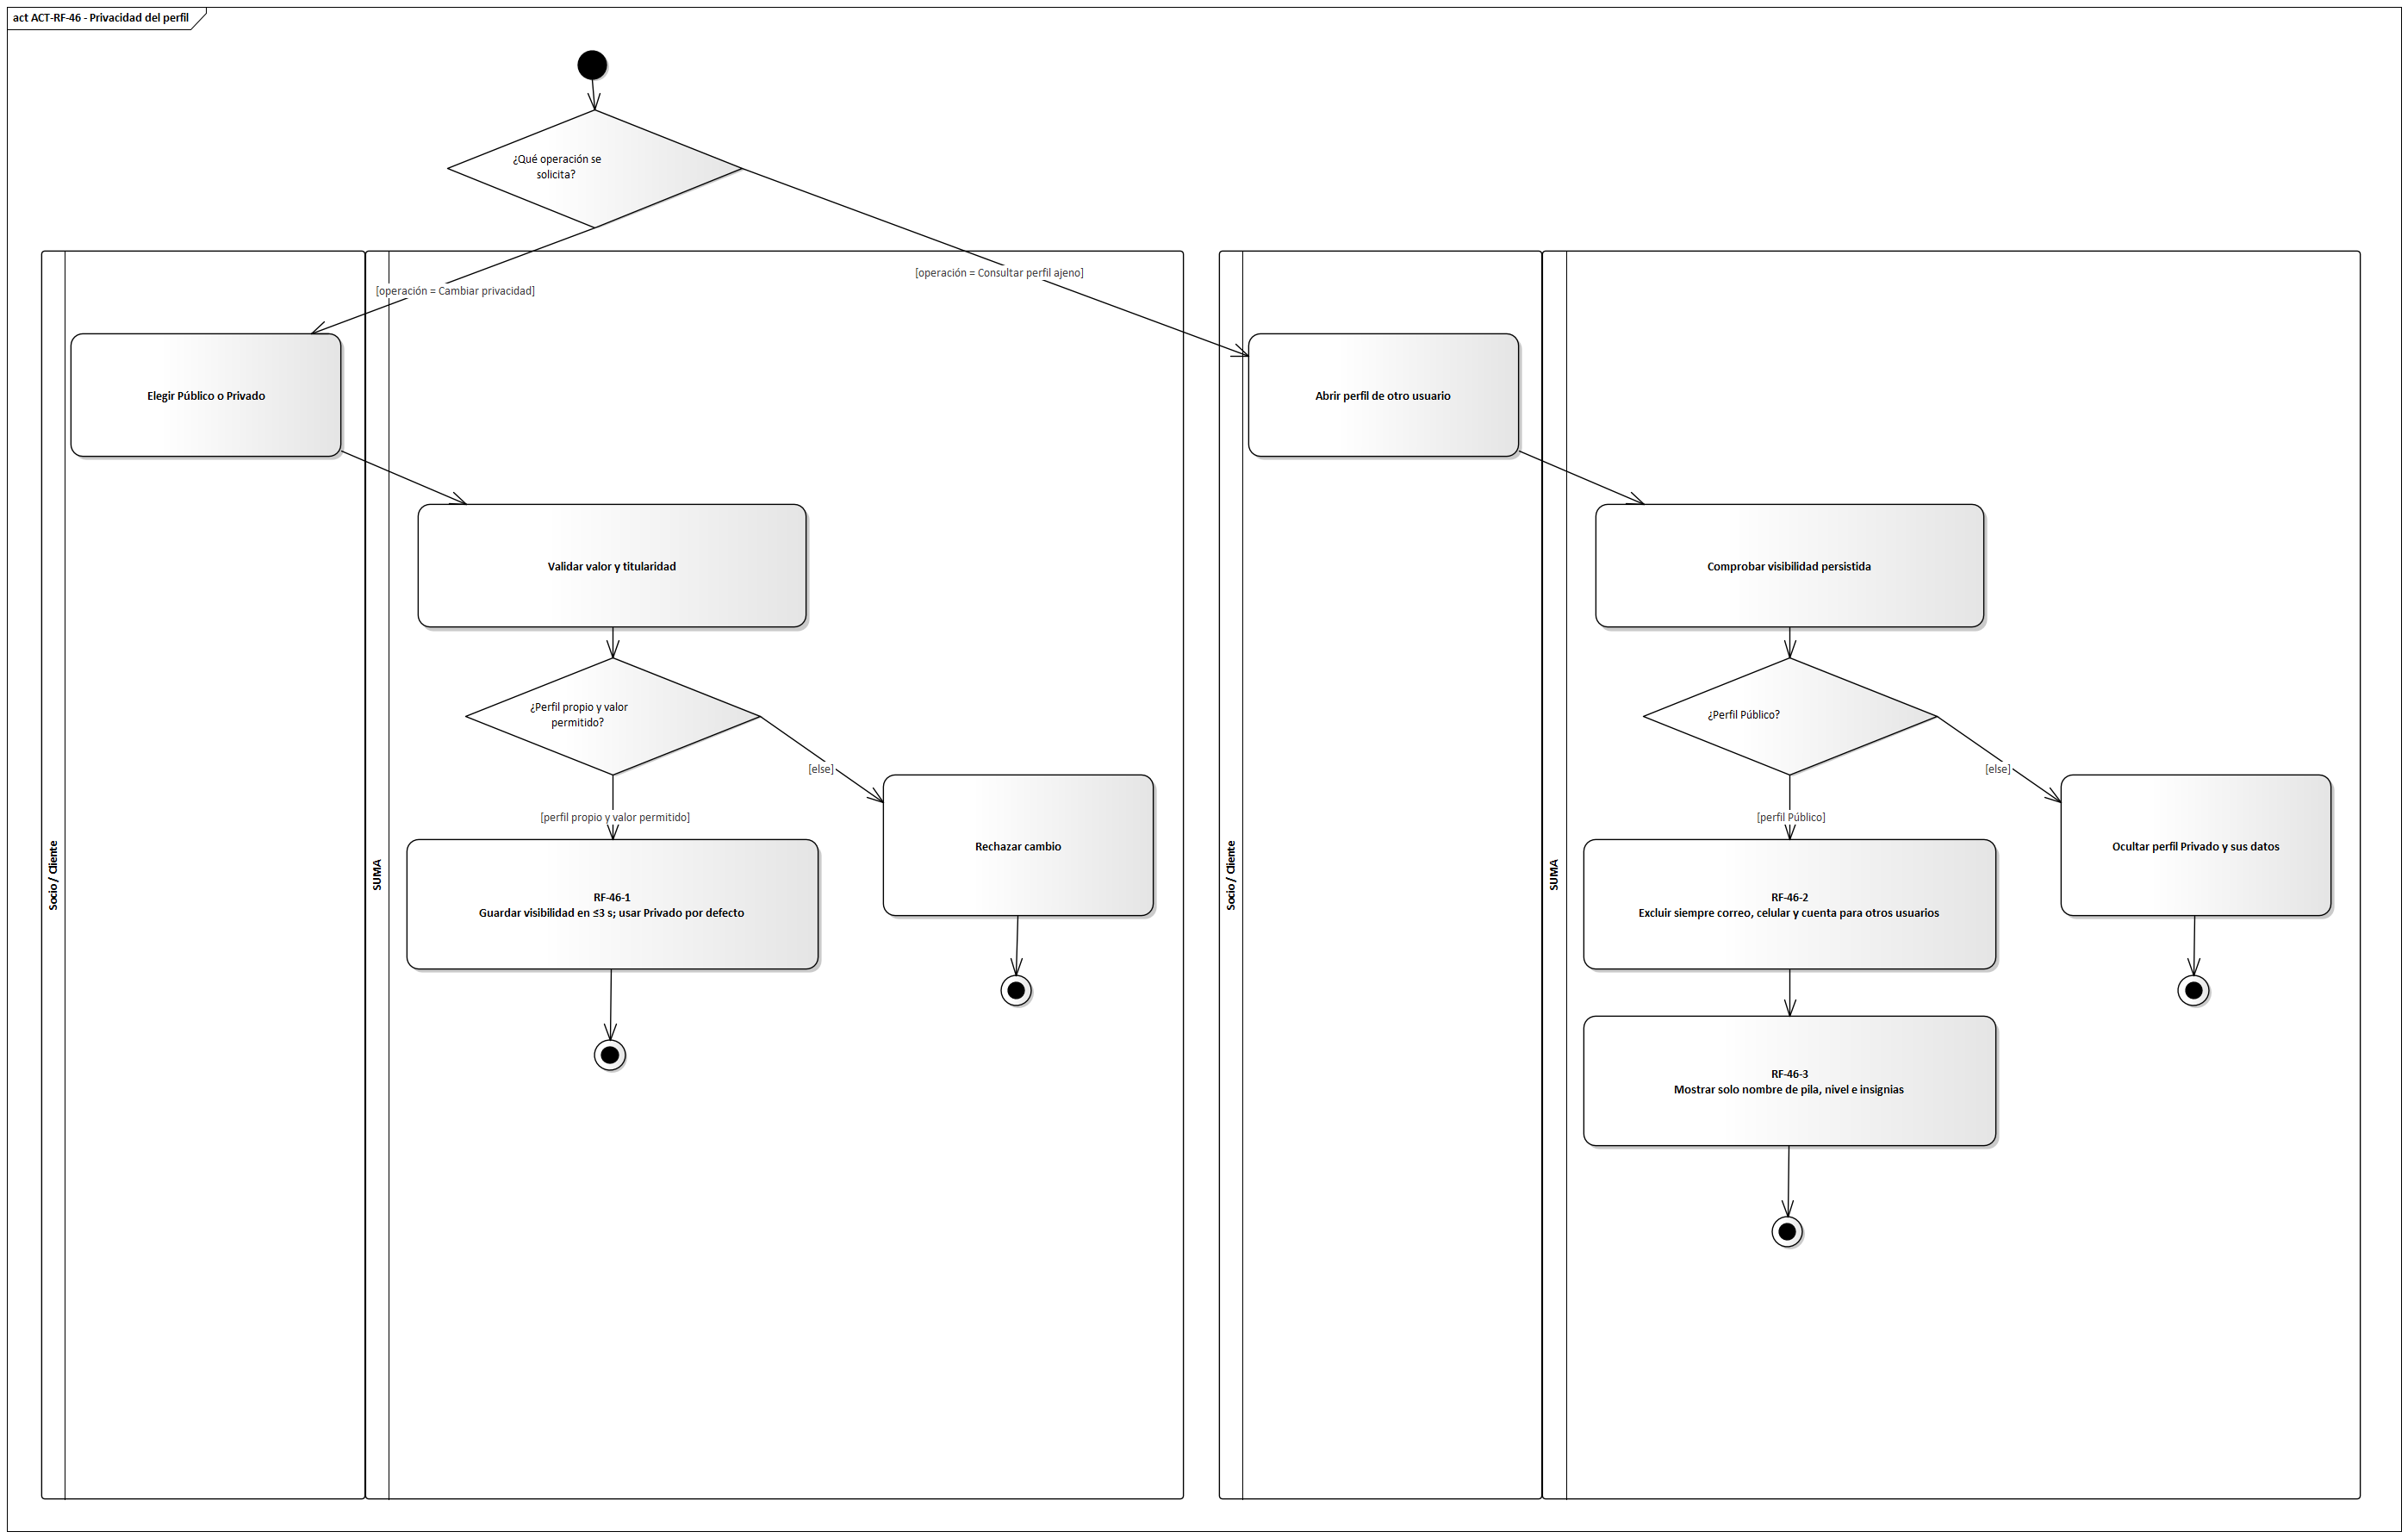 act ACT-RF-46 - Privacidad del perfil
¿Qué operación se
solicita?
[operación = Cambiar privacidad]
[operación = Consultar perfil ajeno]
Socio / Cliente
Elegir Público o Privado
SUMA
Validar valor y titularidad
¿Perfil propio y valor
permitido?
[else]
[perfil propio y valor permitido]
Rechazar cambio
RF-46-1
Guardar visibilidad en ≤3 s; usar Privado por defecto
Socio / Cliente
Abrir perfil de otro usuario
SUMA
Comprobar visibilidad persistida
¿Perfil Público?
[else]
[perfil Público]
Ocultar perfil Privado y sus datos
RF-46-2
Excluir siempre correo, celular y cuenta para otros usuarios
RF-46-3
Mostrar solo nombre de pila, nivel e insignias